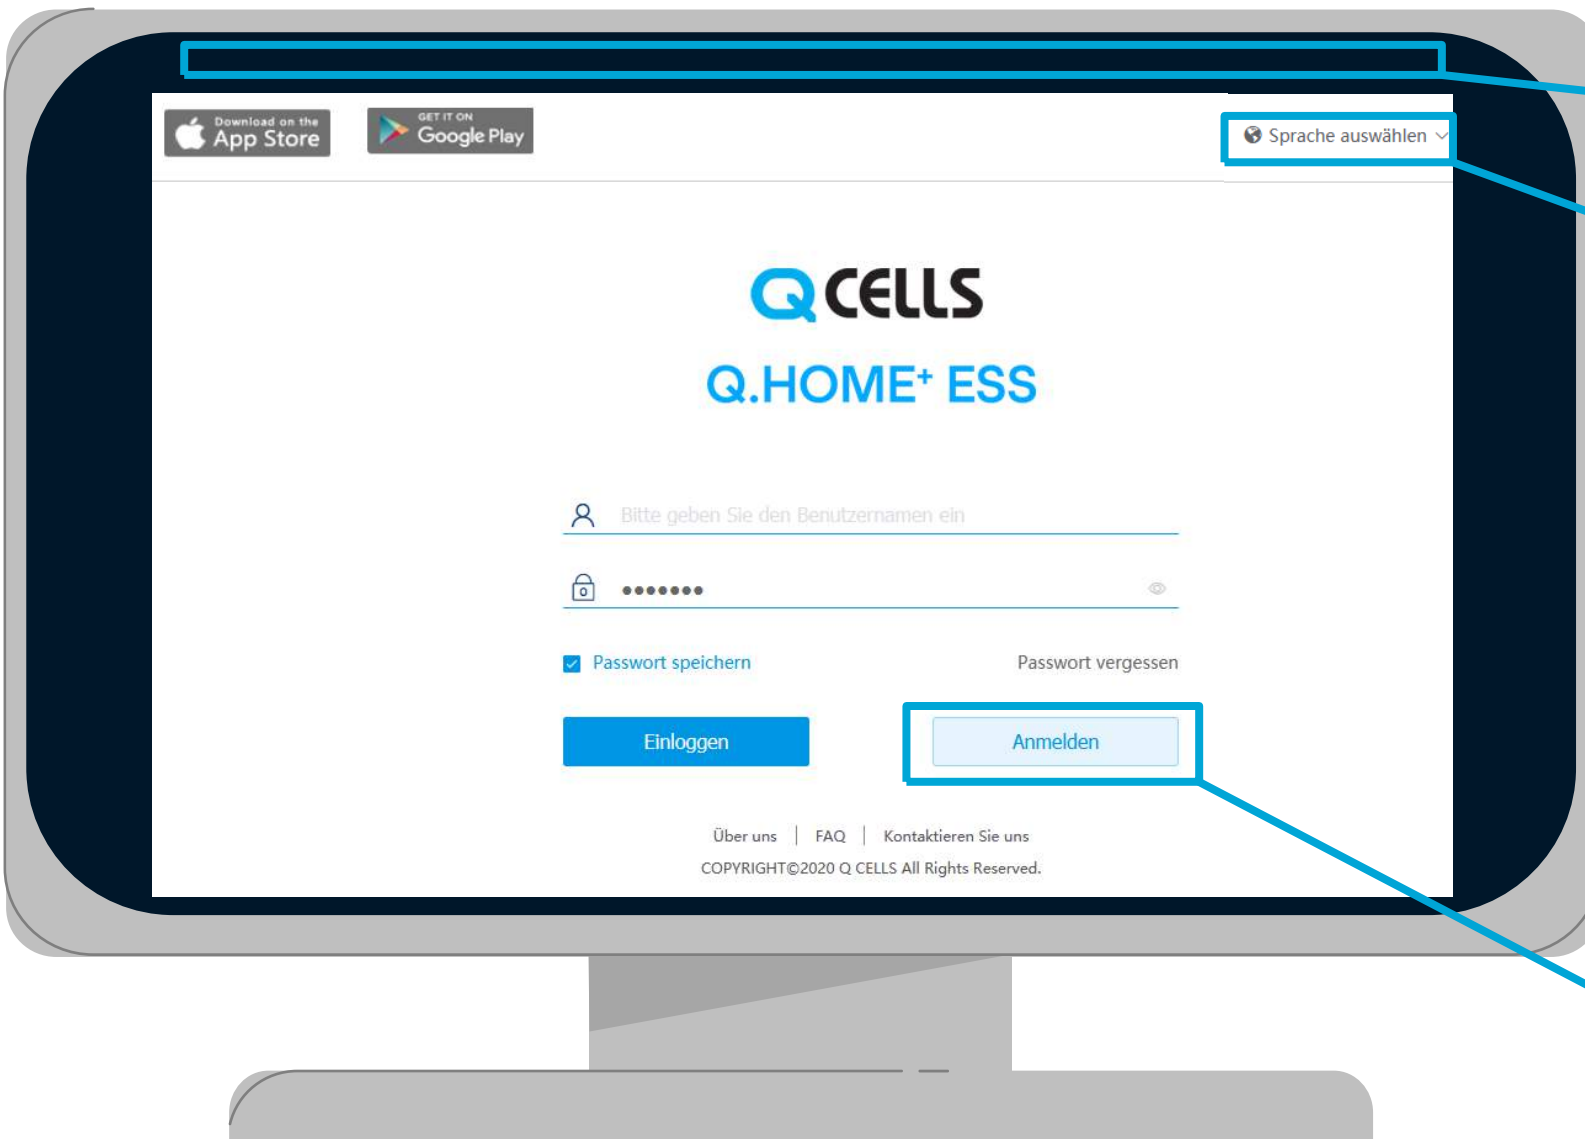 Download on the
App Store
GET IT ON
Google Play
Sprache auswählen
Q CELLS
Q.HOME⁺ ESS
Bitte geben Sie den Benutzernamen ein
•••••••
Passwort speichern
Passwort vergessen
Einloggen
Anmelden
Über uns | FAQ | Kontaktieren Sie uns
COPYRIGHT©2020 Q CELLS All Rights Reserved.